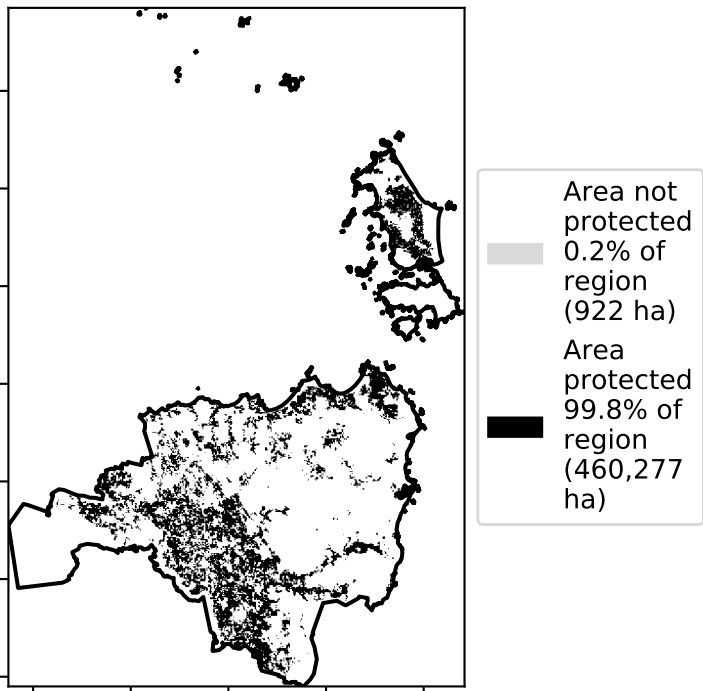 Area not
protected
0.2% of
region
(922 ha)
Area
protected
99.8% of
region
(460,277
ha)